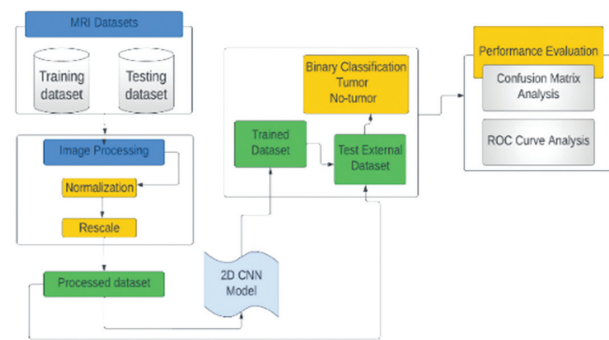 MRI Datasets
Training
dataset
Testing
dataset
Image Processing
Normalization
Rescale
Processed dataset
2D CNN
Model
Trained
Dataset
Test External
Dataset
Binary Classification
Tumor
No-tumor
Performance Evaluation
Confusion Matrix
Analysis
ROC Curve Analysis